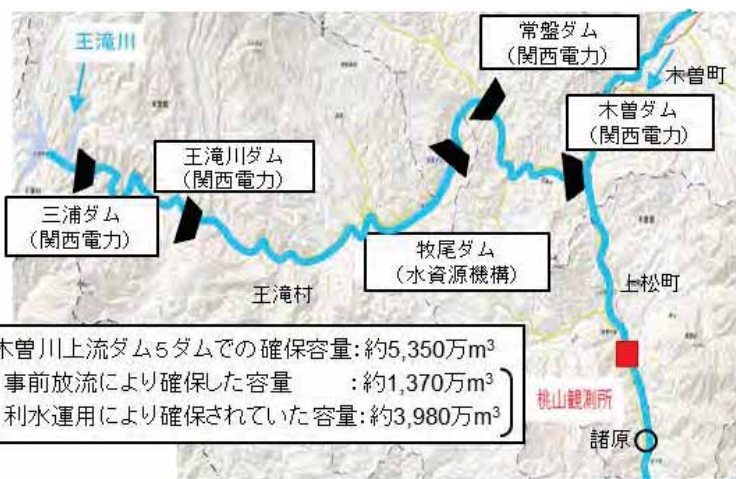 王滝川
常盤ダム
(関西電力)
木曽町
木曽ダム
(関西電力)
王滝川ダム
(関西電力)
三浦ダム
(関西電力)
牧尾ダム
(水資源機構)
王滝村
上松町
木曽川上流ダム5ダムでの確保容量:約5,350万m³
事前放流により確保した容量 :約1,370万m³
利水運用により確保されていた容量:約3,980万m³
桃山観測所
諸原